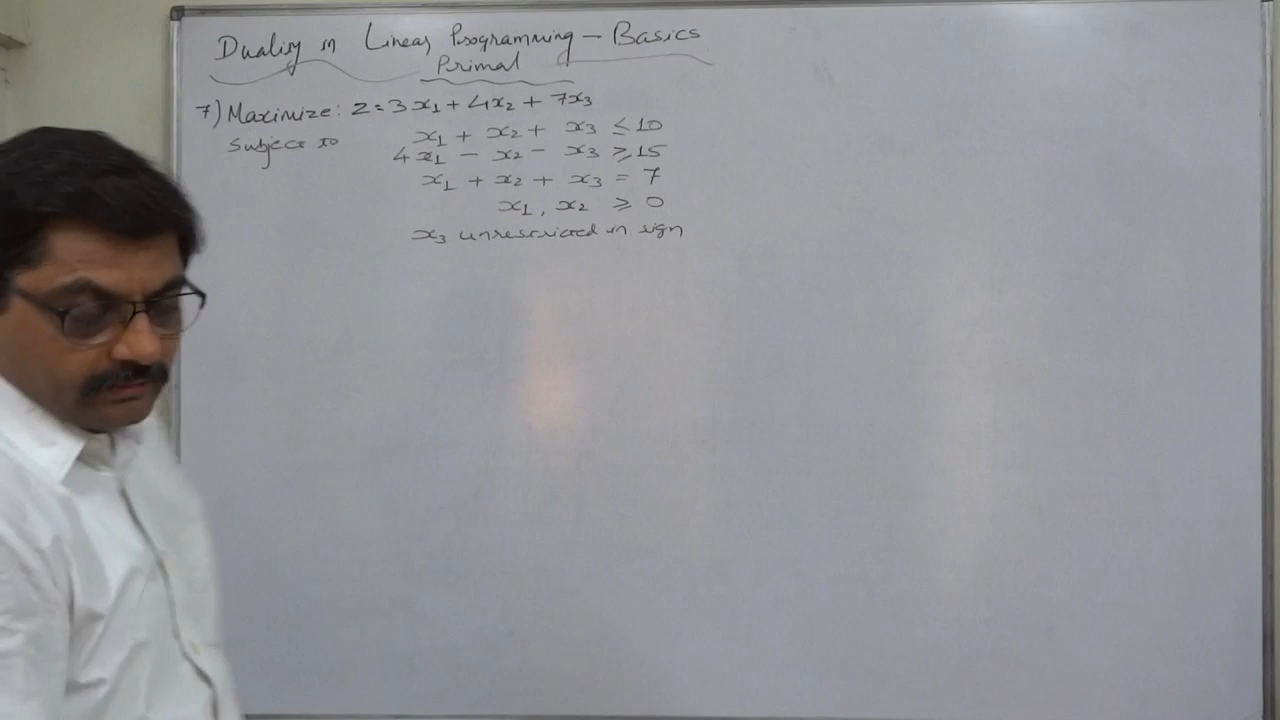 Duality in Linear Programming - Basics
Primal
7) Maximize: Z = 3x₁ + 4x₂ + 7x₃
Subject to x₁ + x₂ + x₃ ≤ 10
4x₁ - x₂ - x₃ ≥ 15
x₁ + x₂ + x₃ = 7
x₁, x₂ ≥ 0
x₃ unrestricted in sign